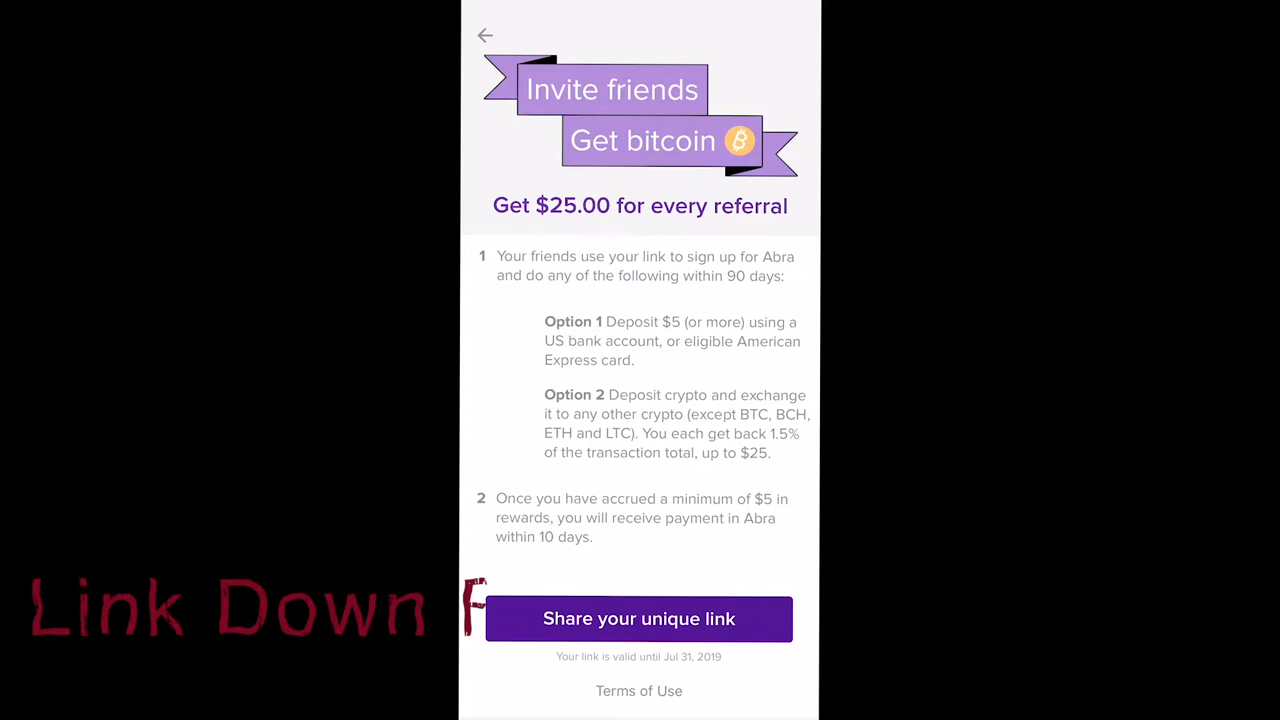 Invite friends
Get bitcoin
Get $25.00 for every referral
1 Your friends use your link to sign up for Abra
and do any of the following within 90 days:
Option 1 Deposit $5 (or more) using a
US bank account, or eligible American
Express card.
Option 2 Deposit crypto and exchange
it to any other crypto (except BTC, BCH,
ETH and LTC). You each get back 1.5%
of the transaction total, up to $25.
2 Once you have accrued a minimum of $5 in
rewards, you will receive payment in Abra
within 10 days.
Link Down F
Share your unique link
Your link is valid until Jul 31, 2019
Terms of Use